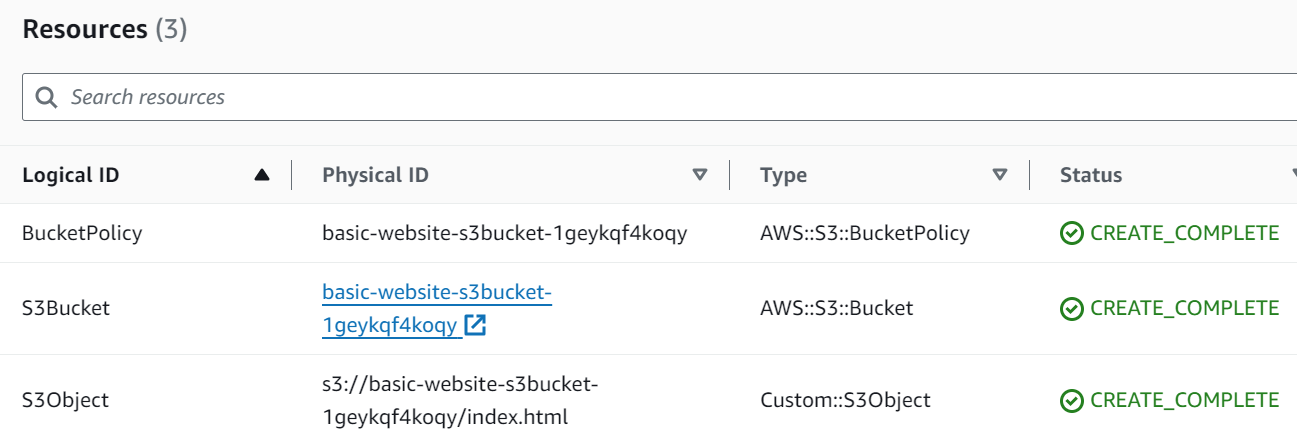 Resources (3)
Search resources
Logical ID Physical ID Type Status
BucketPolicy basic-website-s3bucket-1geykqf4koqy AWS::S3::BucketPolicy CREATE_COMPLETE
S3Bucket basic-website-s3bucket-
1geykqf4koqy AWS::S3::Bucket CREATE_COMPLETE
S3Object s3://basic-website-s3bucket-
1geykqf4koqy/index.html Custom::S3Object CREATE_COMPLETE